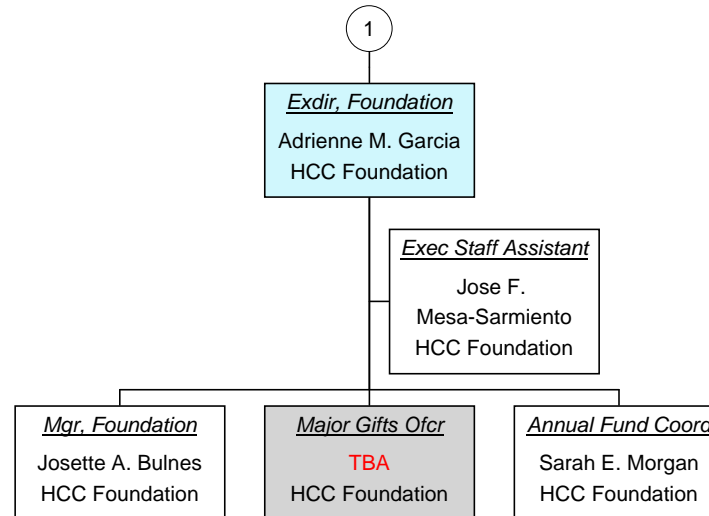 1
Exdir, Foundation
Adrienne M. Garcia
HCC Foundation
Exec Staff Assistant
Jose F.
Mesa-Sarmiento
HCC Foundation
Mgr, Foundation
Josette A. Bulnes
HCC Foundation
Major Gifts Ofcr
TBA
HCC Foundation
Annual Fund Coord
Sarah E. Morgan
HCC Foundation